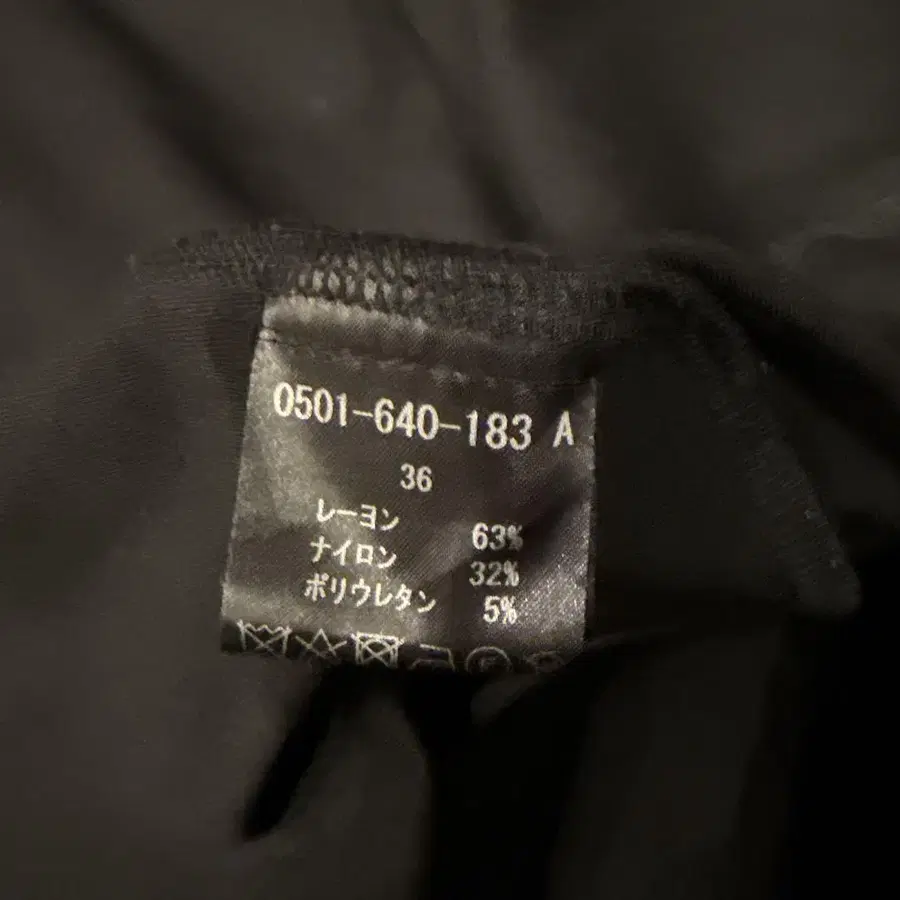 0501-640-183 A
36
レーヨン 63%
ナイロン 32%
ポリウレタン 5%